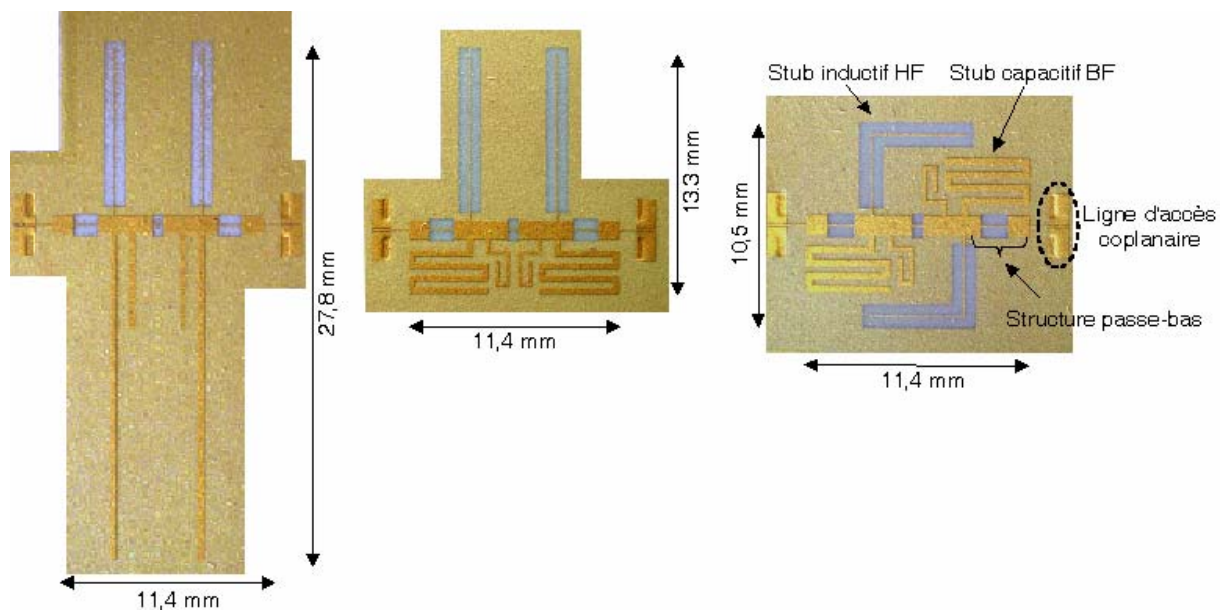 27,8 mm
11,4 mm
13.3 mm
11,4 mm
Stub inductif HF
Stub capacitif BF
10,5 mm
Ligne d'accès
coplanaire
Structure passe-bas
11,4 mm